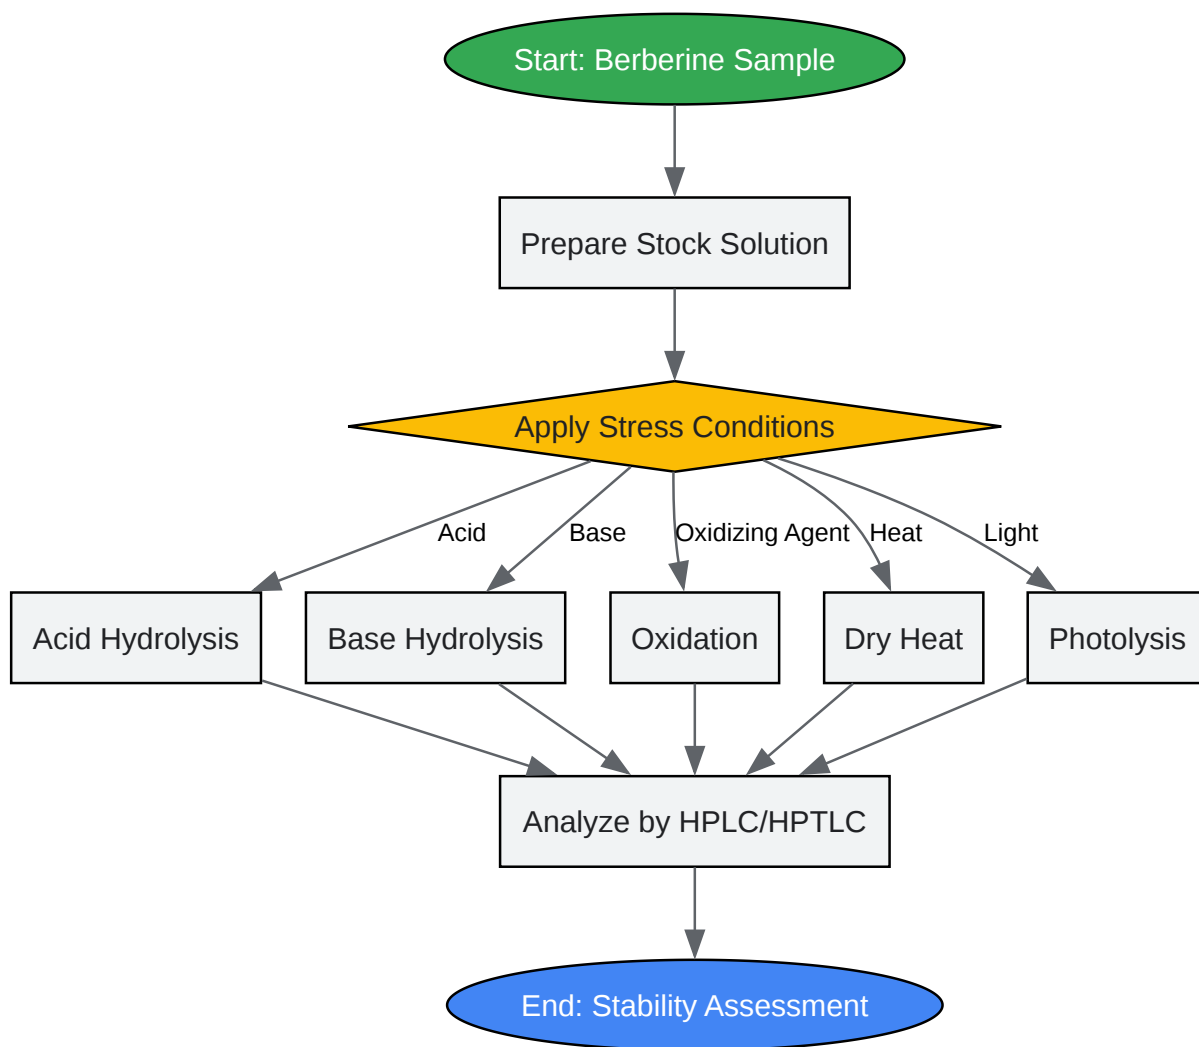 Start: Berberine Sample
Prepare Stock Solution
Apply Stress Conditions
Acid
Base
Oxidizing Agent
Heat
Light
Acid Hydrolysis
Base Hydrolysis
Oxidation
Dry Heat
Photolysis
Analyze by HPLC/HPTLC
End: Stability Assessment